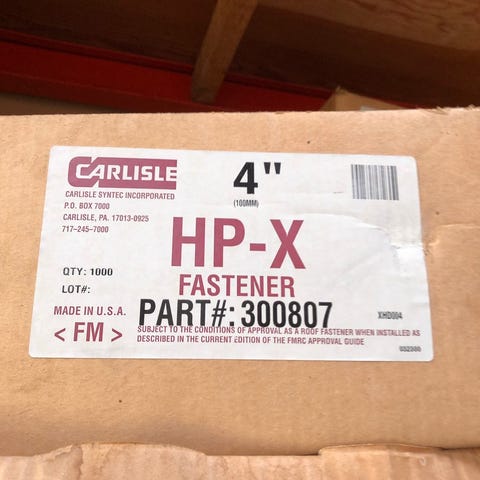 CARLISLE
CARLISLE SYNTEC INCORPORATED
P.O. BOX 7000
CARLISLE, PA. 17013-0925
717-245-7000
4"
(100MM)
HP-X
FASTENER
QTY: 1000
LOT#:
MADE IN U.S.A.
PART#: 300807
XHD004
< FM >
SUBJECT TO THE CONDITIONS OF APPROVAL AS A ROOF FASTENER WHEN INSTALLED AS
DESCRIBED IN THE CURRENT EDITION OF THE FMRC APPROVAL GUIDE